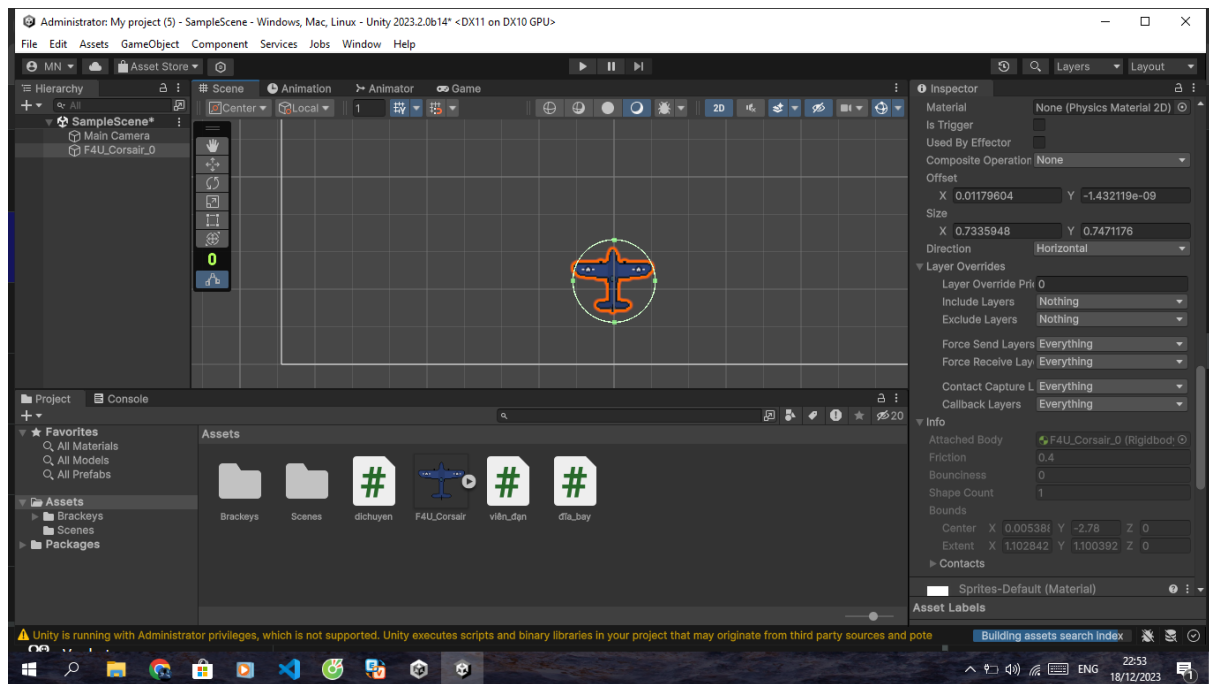 Administrator: My project (5) - SampleScene - Windows, Mac, Linux - Unity 2023.2.0b14* <DX11 on DX10 GPU>
File Edit Assets GameObject Component Services Jobs Window Help
MN Asset Store Layers Layout
Hierarchy
All
SampleScene*
Main Camera
F4U_Corsair_0
Scene Animation Animator Game
Center Local 1 2D
0
Inspector
Material None (Physics Material 2D)
Is Trigger
Used By Effector
Composite Operation None
Offset
X 0.01179604 Y -1.432119e-09
Size
X 0.7335948 Y 0.7471176
Direction Horizontal
Layer Overrides
Layer Override Pri 0
Include Layers Nothing
Exclude Layers Nothing
Force Send Layers Everything
Force Receive Lay Everything
Contact Capture L Everything
Callback Layers Everything
Info
Attached Body F4U_Corsair_0 (Rigidbody
Friction 0.4
Bounciness 0
Shape Count 1
Bounds
Center X 0.00538 Y -2.78 Z 0
Extent X 1.102842 Y 1.100392 Z 0
Contacts
Sprites-Default (Material)
Asset Labels
Project Console
20
Favorites
All Materials
All Models
All Prefabs
Assets
Brackeys
Scenes
Packages
Assets
Brackeys Scenes dichuyen F4U_Corsair viên_đạn đĩa_bay
Unity is running with Administrator privileges, which is not supported. Unity executes scripts and binary libraries in your project that may originate from third party sources and pote
Building assets search index
ENG
22:53
18/12/2023